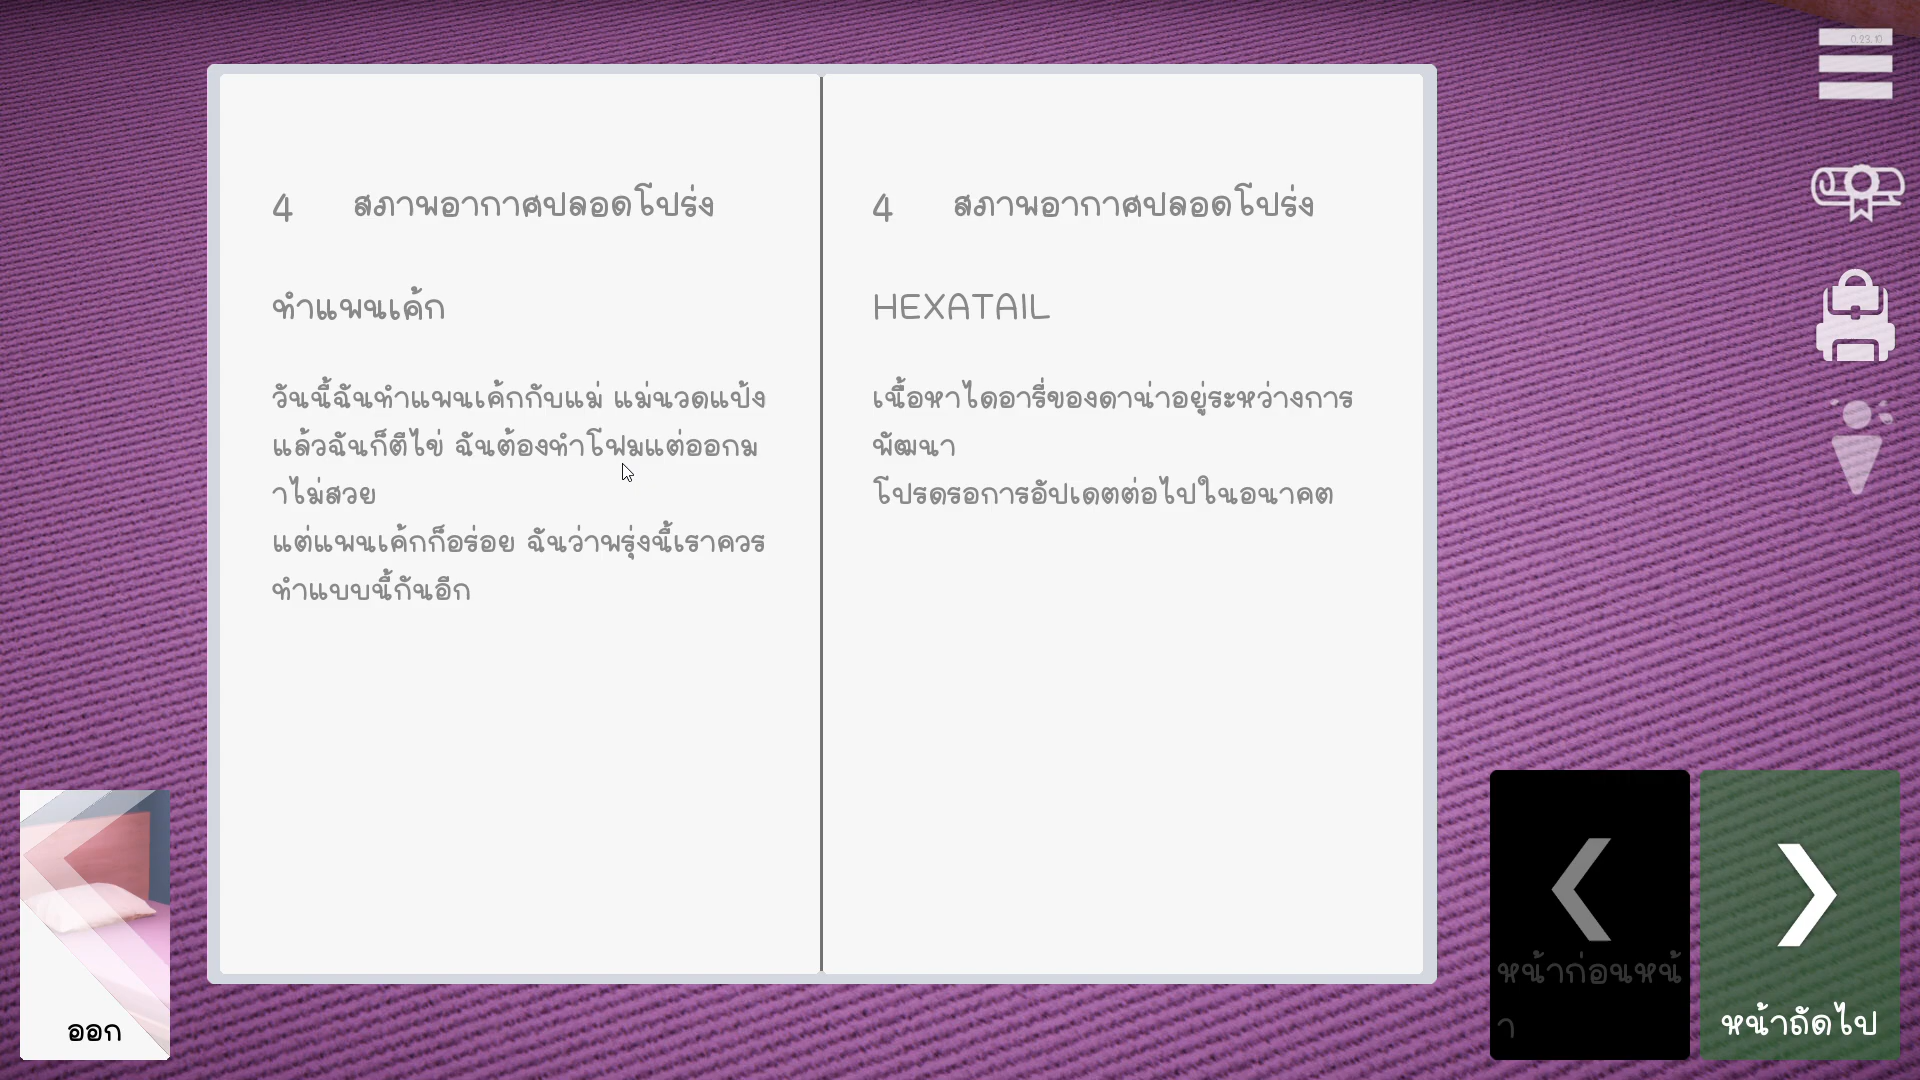 0.23.10
4 สภาพอากาศปลอดโปร่ง
ทำแพนเค้ก
วันนี้ฉันทำแพนเค้กกับแม่ แม่นวดแป้ง
แล้วฉันก็ตีไข่ ฉันต้องทำโฟมแต่ออกม
าไม่สวย
แต่แพนเค้กก็อร่อย ฉันว่าพรุ่งนี้เราควร
ทำแบบนี้กันอีก
4 สภาพอากาศปลอดโปร่ง
HEXATAIL
เนื้อหาไดอารี่ของดาน่าอยู่ระหว่างการ
พัฒนา
โปรดรอการอัปเดตต่อไปในอนาคต
ออก
หน้าก่อนหน้
า
หน้าถัดไป